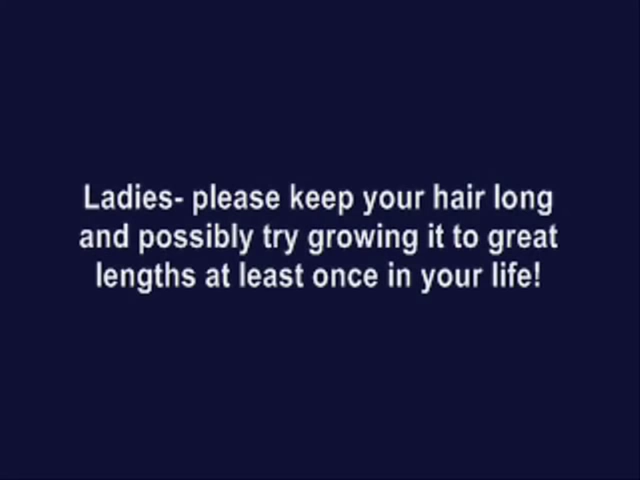 Ladies- please keep your hair long
and possibly try growing it to great
lengths at least once in your life!